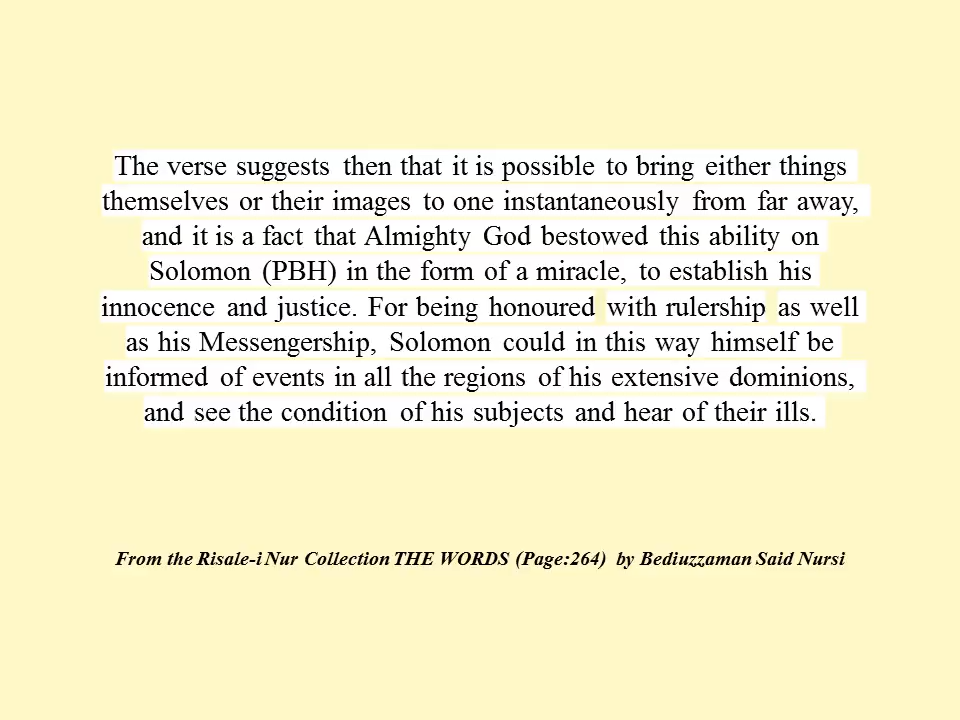 The verse suggests then that it is possible to bring either things
themselves or their images to one instantaneously from far away,
and it is a fact that Almighty God bestowed this ability on
Solomon (PBH) in the form of a miracle, to establish his
innocence and justice. For being honoured with rulership as well
as his Messengership, Solomon could in this way himself be
informed of events in all the regions of his extensive dominions,
and see the condition of his subjects and hear of their ills.
From the Risale-i Nur Collection THE WORDS (Page:264) by Bediuzzaman Said Nursi